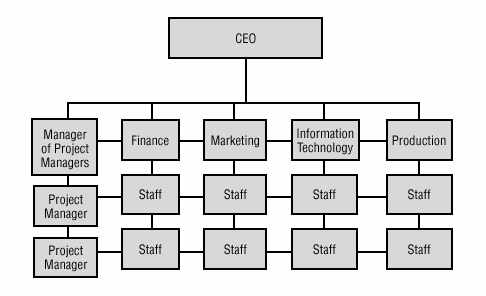 CEO
Manager
of Project
Managers
Finance
Marketing
Information
Technology
Production
Project
Manager
Staff
Staff
Staff
Staff
Project
Manager
Staff
Staff
Staff
Staff